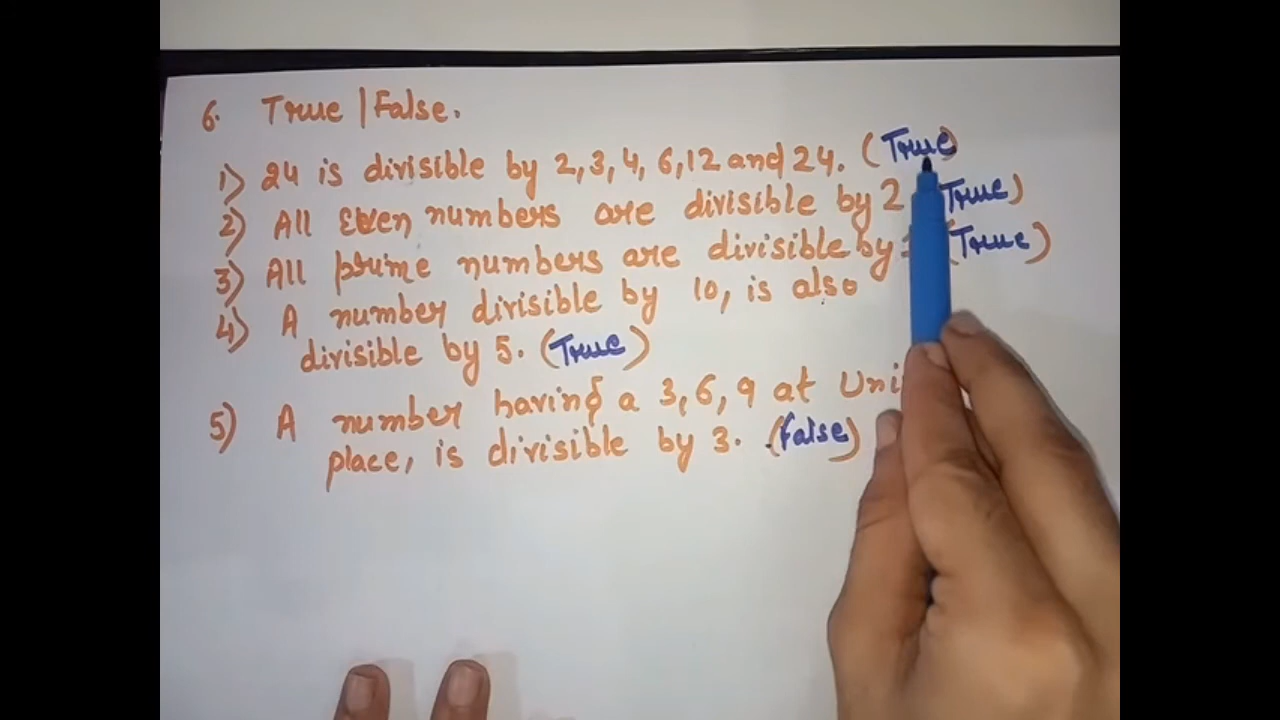 6. True | False.
1) 24 is divisible by 2, 3, 4, 6, 12 and 24. (True)
2) All Even numbers are divisible by 2 True)
3) All prime numbers are divisible by (True)
4) A number divisible by 10, is also
divisible by 5. (True)
5) A number having a 3, 6, 9 at Uni
place, is divisible by 3. (false)